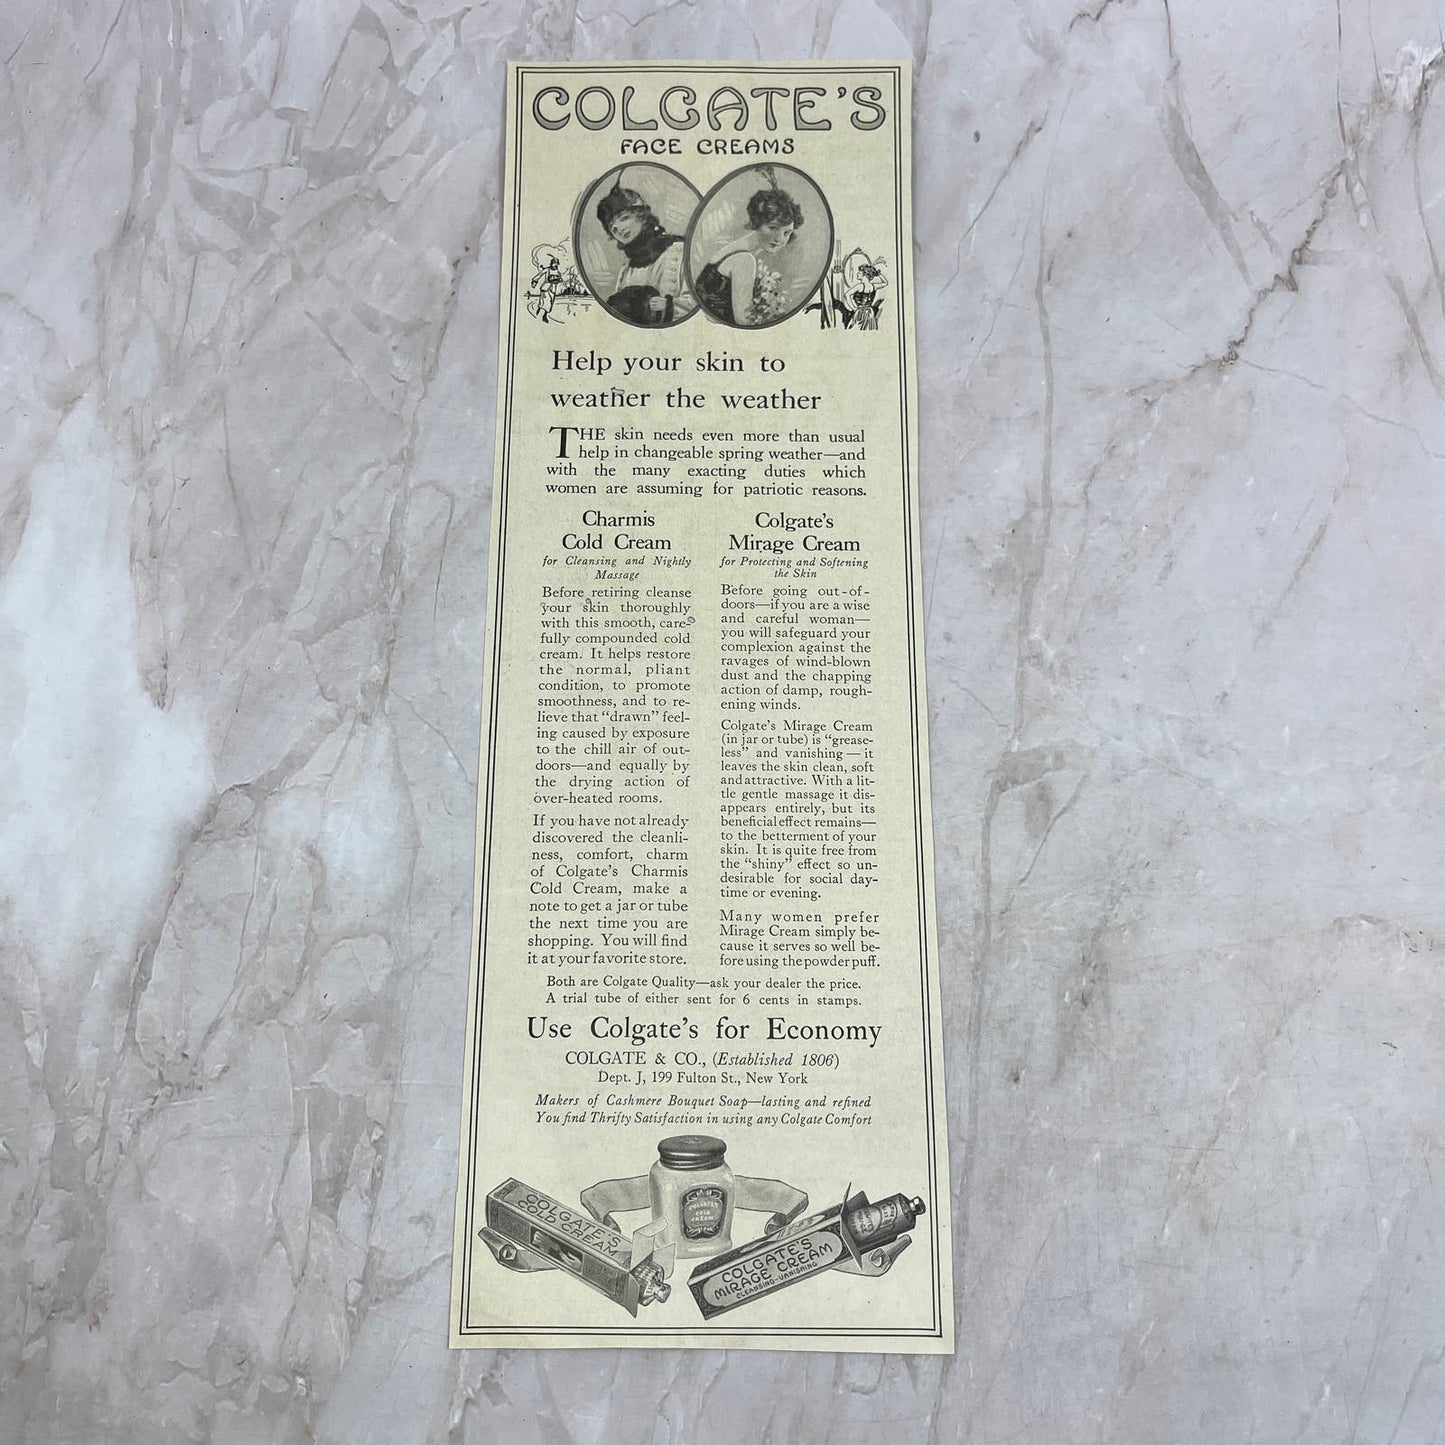 COLGATE'S
FACE CREAMS
Help your skin to
weather the weather
THE skin needs even more than usual
help in changeable spring weather—and
with the many exacting duties which
women are assuming for patriotic reasons.
Charmis
Cold Cream
for Cleansing and Nightly
Massage
Before retiring cleanse
your skin thoroughly
with this smooth, care-
fully compounded cold
cream. It helps restore
the normal, pliant
condition, to promote
smoothness, and to re-
lieve that "drawn" feel-
ing caused by exposure
to the chill air of out-
doors—and equally by
the drying action of
over-heated rooms.
If you have not already
discovered the cleanli-
ness, comfort, charm
of Colgate's Charmis
Cold Cream, make a
note to get a jar or tube
the next time you are
shopping. You will find
it at your favorite store.
Colgate's
Mirage Cream
for Protecting and Softening
the Skin
Before going out-of-
doors—if you are a wise
and careful woman—
you will safeguard your
complexion against the
ravages of wind-blown
dust and the chapping
action of damp, rough-
ening winds.
Colgate's Mirage Cream
(in jar or tube) is "grease-
less" and vanishing—it
leaves the skin clean, soft
and attractive. With a lit-
tle gentle massage it dis-
appears entirely, but its
beneficial effect remains—
to the betterment of your
skin. It is quite free from
the "shiny" effect so un-
desirable for social day-
time or evening.
Many women prefer
Mirage Cream simply be-
cause it serves so well be-
fore using the powder puff.
Both are Colgate Quality—ask your dealer the price.
A trial tube of either sent for 6 cents in stamps.
Use Colgate's for Economy
COLGATE & CO., (Established 1806)
Dept. J, 199 Fulton St., New York
Makers of Cashmere Bouquet Soap—lasting and refined
You find Thrifty Satisfaction in using any Colgate Comfort
COLGATE'S
COLD
CREAM
COLGATE'S
COLD CREAM
COLGATE'S
MIRAGE CREAM
CLEANSING-VANISHING